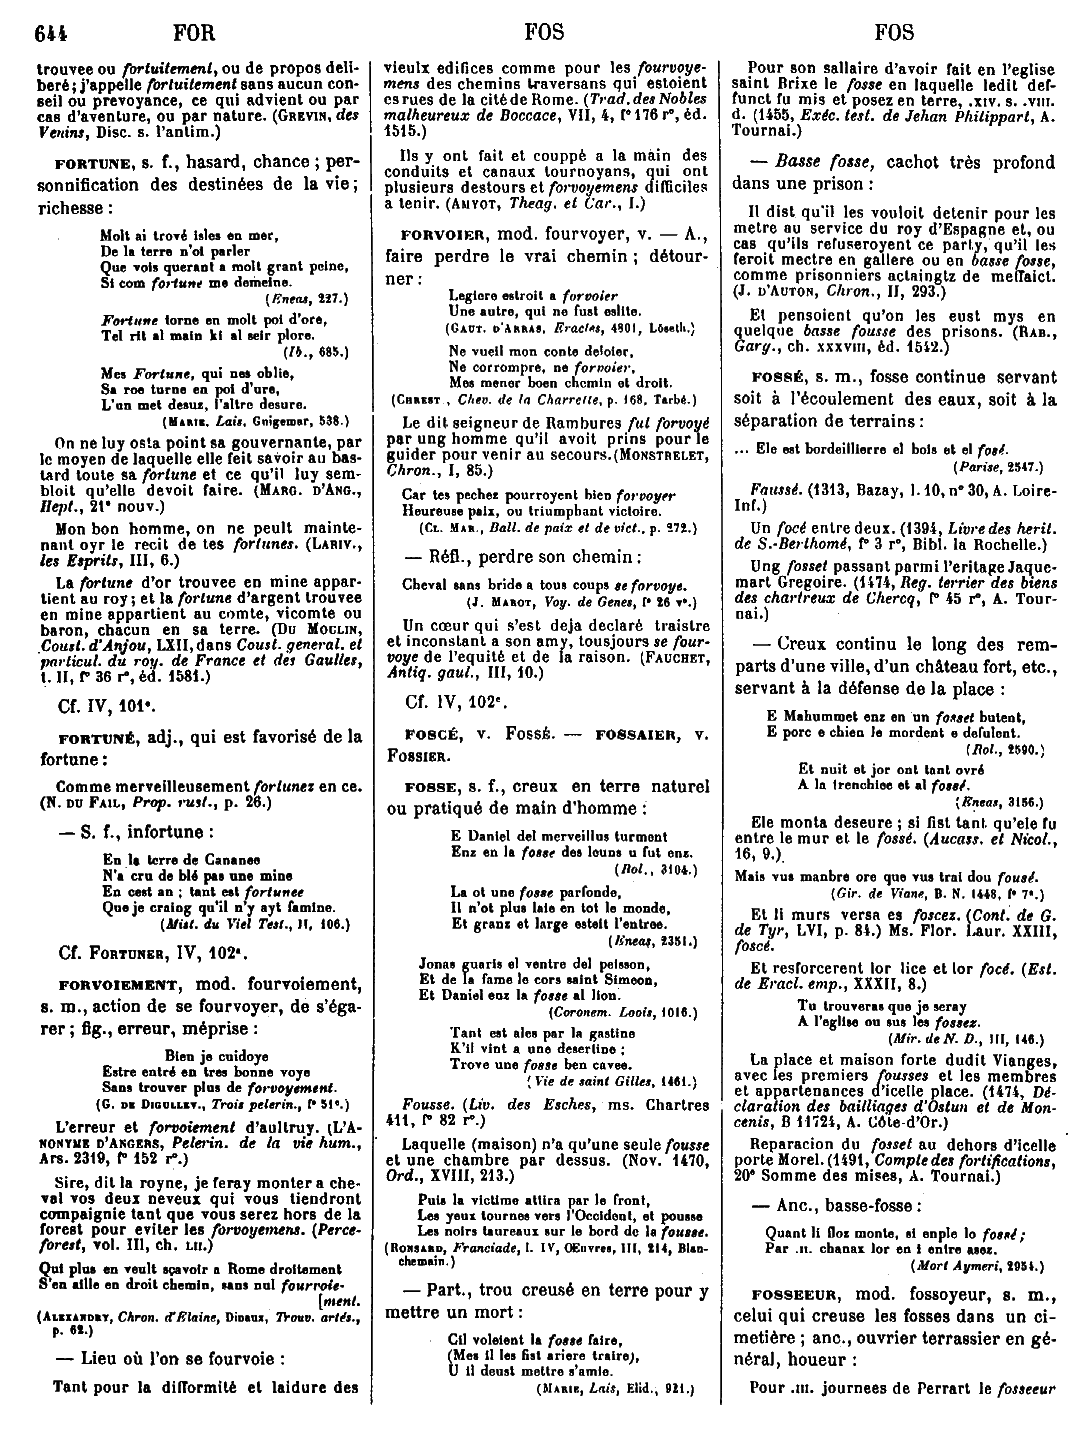 644 FOR FOS FOS
trouvee ou fortuitement, ou de propos deli-
beré; j'appelle fortuitement sans aucun con-
seil ou prevoyance, ce qui advient ou par
cas d'aventure, ou par nature. (GREVIN, des
Venins, Disc. s. l'antim.)
FORTUNE, s. f., hasard, chance ; per-
sonnification des destinées de la vie ;
richesse :
Molt ai trové isles en mer,
De la terre n'ot parler
Que vois querant a molt grant peine,
Si com fortune me demeine.
(Eneas, 227.)
Fortune torne en molt poi d'ore,
Tel rit al main ki al seir plore.
(Ib., 685.)
Mes Fortune, qui nes oblie,
Sa roe turne en poi d'ure,
L'un met desuz, l'altre desure.
(MARIE, Lais, Guigemar, 538.)
On ne luy osta point sa gouvernante, par
le moyen de laquelle elle feit savoir au bas-
tard toute sa fortune et ce qu'il luy sem-
bloit qu'elle devoit faire. (MARG. D'ANG.,
Hept., 21e nouv.)
Mon bon homme, on ne peult mainte-
nant oyr le recit de tes fortunes. (LARIV.,
les Esprits, III, 6.)
La fortune d'or trouvee en mine appar-
tient au roy ; et la fortune d'argent trouvee
en mine appartient au comte, vicomte ou
baron, chacun en sa terre. (DU MOULIN,
Coust. d'Anjou, LXII, dans Coust. general. et
particul. du roy. de France et des Gaulles,
t. II, f° 36 r°, éd. 1581.)
Cf. IV, 101a.
FORTUNÉ, adj., qui est favorisé de la
fortune :
Comme merveilleusement fortunez en ce.
(N. DU FAIL, Prop. rust., p. 26.)
— S. f., infortune :
En la terre de Cananee
N'a cru de blé pas une mine
En cest an ; tant est fortunee
Que je craing qu'il n'y ayt famine.
(Mist. du Viel Test., II, 106.)
Cf. FORTUNER, IV, 102a.
FORVOIEMENT, mod. fourvoiement,
s. m., action de se fourvoyer, de s'éga-
rer ; fig., erreur, méprise :
Bien je cuidoye
Estre entré en tres bonne voye
Sans trouver plus de forvoyement.
(G. DE DIGULLEV., Trois pelerin., f° 51c.)
L'erreur et forvoiement d'aultruy. (L'A-
NONYME D'ANGERS, Pelerin. de la vie hum.,
Ars. 2319, f° 152 r°.)
Sire, dit la royne, je feray monter a che-
val vos deux neveux qui vous tiendront
compaignie tant que vous serez hors de la
forest pour eviter les forvoyemens. (Perce-
forest, vol. III, ch. LII.)
Qui plus en veult sçavoir a Rome droitement
S'en aille en droit chemin, sans nul fourroie-
[ment.
(ALEXANDRY, Chron. d'Elaine, Dinaux, Trouv. artés.,
p. 62.)
— Lieu où l'on se fourvoie :
Tant pour la difformité et laidure des
vieulx edifices comme pour les fourvoye-
mens des chemins traversans qui estoient
es rues de la cité de Rome. (Trad. des Nobles
malheureux de Boccace, VII, 4, f° 176 r°, éd.
1515.)
Ils y ont fait et couppé a la main des
conduits et canaux tournoyans, qui ont
plusieurs destours et forvoyemens difficiles
a tenir. (AMYOT, Theag. et Car., I.)
FORVOIER, mod. fourvoyer, v. — A.,
faire perdre le vrai chemin ; détour-
ner :
Legiere estroit a forvoier
Une autre, qui ne fust eslite.
(GAUT. D'ARRAS, Eracles, 4901, Löseth.)
Ne vueil mon conte defoler,
Ne corrompre, ne forvoier,
Mes mener boen chemin et droit.
(CHREST., Chev. de la Charrette, p. 168, Tarbé.)
Le dit seigneur de Rambures fut forvoyé
par ung homme qu'il avoit prins pour le
guider pour venir au secours. (MONSTRELET,
Chron., I, 85.)
Car tes pechez pourroyent bien forvoyer
Heureuse paix, ou triumphant victoire.
(CL. MAR., Ball. de paix et de vict., p. 272.)
— Réfl., perdre son chemin :
Cheval sans bride a tous coups se forvoye.
(J. MAROT, Voy. de Genes, f° 26 v°.)
Un cœur qui s'est deja declaré traistre
et inconstant a son amy, tousjours se four-
voye de l'equité et de la raison. (FAUCHET,
Antiq. gaul., III, 10.)
Cf. IV, 102c.
FOSCÉ, v. FOSSÉ. — FOSSAIER, v.
FOSSIER.
FOSSE, s. f., creux en terre naturel
ou pratiqué de main d'homme :
E Daniel del merveillus turment
Enz en la fosse des leuns u fut enz.
(Rol., 3104.)
La ot une fosse parfonde,
Il n'ot plus laie en tot le monde,
Et granz et large esteit l'entree.
(Eneas, 2351.)
Jonas guaris el ventre del peisson,
Et de la fame le cors saint Simeon,
Et Daniel enz la fosse al lion.
(Coronem. Loois, 1016.)
Tant est ales par la gastine
K'il vint a une desertine ;
Trove une fosse ben cavee.
(Vie de saint Gilles, 1461.)
Fousse. (Liv. des Esches, ms. Chartres
411, f° 82 r°.)
Laquelle (maison) n'a qu'une seule fousse
et une chambre par dessus. (Nov. 1470,
Ord., XVIII, 213.)
Puis la victime attira par le front,
Les yeux tournes vers l'Occident, et pousse
Les noirs taureaux sur le bord de la fousse.
(RONSARD, Franciade, l. IV, Œuvres, III, 214, Blan-
chemain.)
— Part., trou creusé en terre pour y
mettre un mort :
Cil voleient la fosse faire,
(Mes il les fist ariere traire),
U il deust mettre s'amie.
(MARIE, Lais, Elid., 921.)
Pour son sallaire d'avoir fait en l'eglise
saint Brixe le fosse en laquelle ledit def-
funct fu mis et posez en terre, .XIV. s. .VIII.
d. (1455, Exéc. test. de Jehan Philippart, A.
Tournai.)
— Basse fosse, cachot très profond
dans une prison :
Il dist qu'il les vouloit detenir pour les
metre au service du roy d'Espagne et, ou
cas qu'ils refuseroyent ce party, qu'il les
feroit mectre en gallere ou en basse fosse,
comme prisonniers actaingtz de meffaict.
(J. D'AUTON, Chron., II, 293.)
Et pensoient qu'on les eust mys en
quelque basse fousse des prisons. (RAB.,
Garg., ch. XXXVIII, éd. 1542.)
FOSSÉ, s. m., fosse continue servant
soit à l'écoulement des eaux, soit à la
séparation de terrains :
... Ele est bordeillierre el bois et el fosé.
(Parise, 2547.)
Faussé. (1313, Bazay, l. 10, n° 30, A. Loire-
Inf.)
Un focé entre deux. (1394, Livre des herit.
de S.-Berthomé, f° 3 r°, Bibl. la Rochelle.)
Ung fosset passant parmi l'eritage Jaque-
mart Gregoire. (1474, Reg. terrier des biens
des chartreux de Chercq, f° 45 r°, A. Tour-
nai.)
— Creux continu le long des rem-
parts d'une ville, d'un château fort, etc.,
servant à la défense de la place :
E Mahummet enz en un fosset butent,
E porc e chien le mordent e defulent.
(Rol., 2590.)
Et nuit et jor ont tant ovré
A la trenchiee et al fossé.
(Eneas, 3156.)
Ele monta deseure ; si fist tant qu'ele fu
entre le mur et le fossé. (Aucass. et Nicol.,
16, 9.)
Mais vus manbre ore que vus trai dou fousé.
(Gir. de Viane, B. N. 1448, f° 7a.)
Et li murs versa es foscez. (Cont. de G.
de Tyr, LVI, p. 84.) Ms. Flor. Laur. XXIII,
foscé.
Et resforcerent lor lice et lor focé. (Est.
de Eracl. emp., XXXII, 8.)
Tu trouveras que je seray
A l'eglise ou sus les fossez.
(Mir. de N. D., III, 146.)
La place et maison forte dudit Vianges,
avec les premiers fousses et les membres
et appartenances d'icelle place. (1474, Dé-
claration des bailliages d'Ostun et de Mon-
cenis, B 11724, A. Côte-d'Or.)
Reparacion du fosset au dehors d'icelle
porte Morel. (1491, Compte des fortifications,
20e Somme des mises, A. Tournai.)
— Anc., basse-fosse :
Quant li floz monte, si enple lo fossé ;
Par .II. chanax lor en i entre asez.
(Mort Aymeri, 2954.)
FOSSEEUR, mod. fossoyeur, s. m.,
celui qui creuse les fosses dans un ci-
metière ; anc., ouvrier terrassier en gé-
néral, houeur :
Pour .III. journees de Perrart le fosseeur